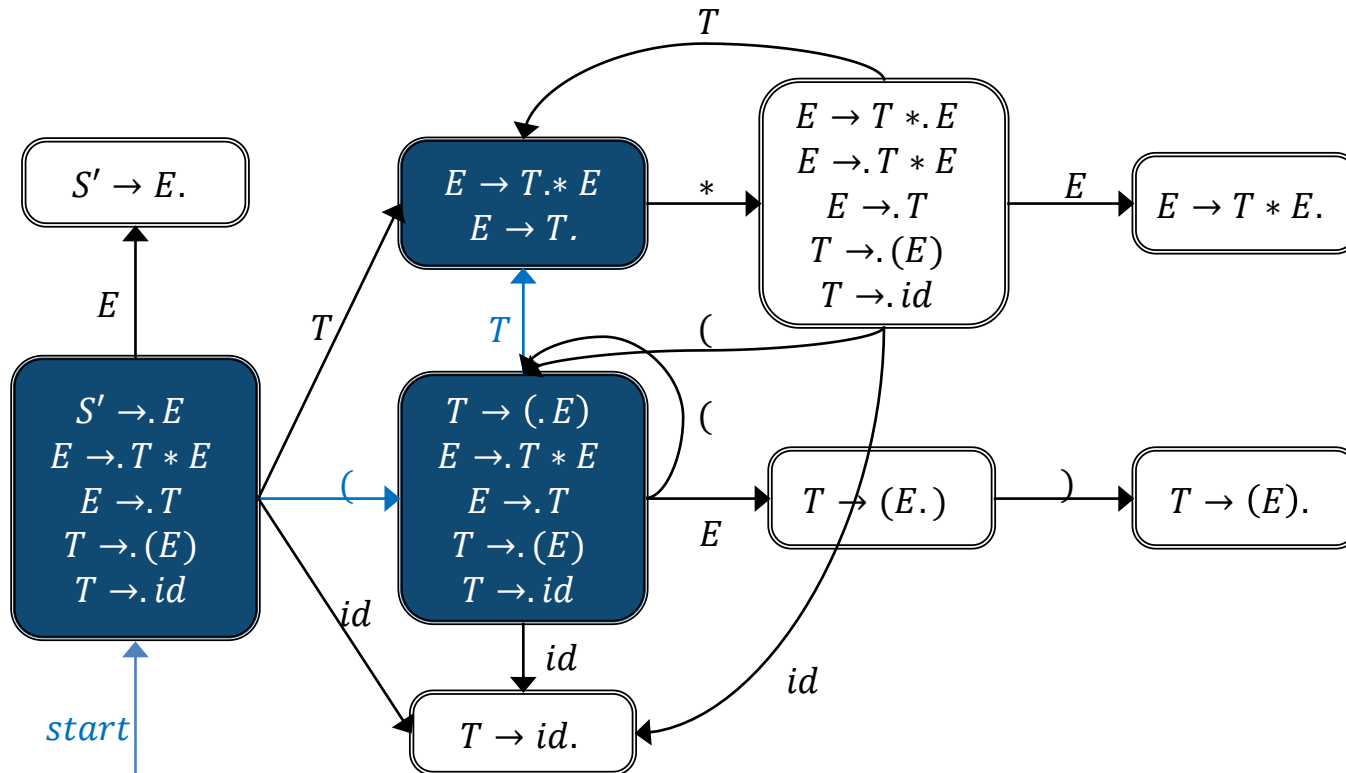 T
E → T ∗. E
E →. T ∗ E
E →. T
T →. (E)
T →. id
S′ → E.
E → T.∗ E
E → T.
∗
E
E → T ∗ E.
E
T
T
(
S′ →. E
E →. T ∗ E
E →. T
T →. (E)
T →. id
(
T → (. E)
E →. T ∗ E
E →. T
T →. (E)
T →. id
(
E
T → (E. )
)
T → (E).
id
id
id
T → id.
start